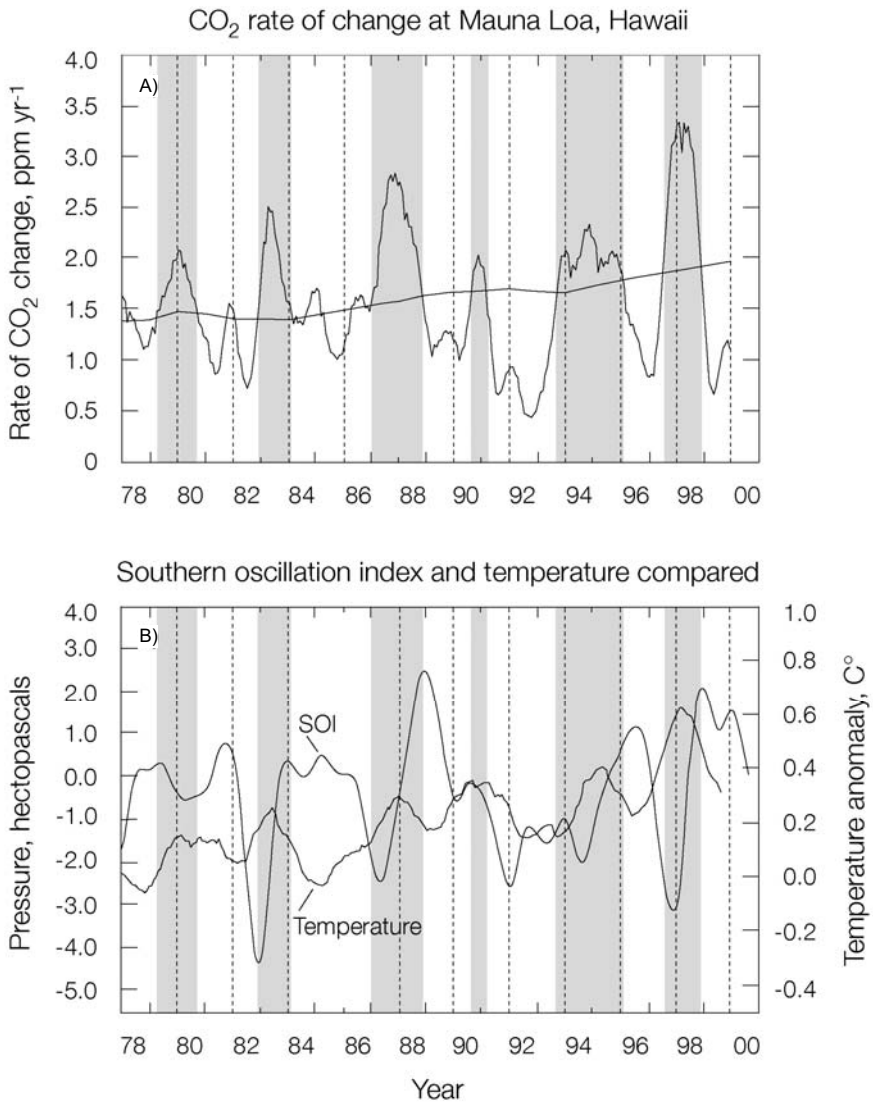 CO₂ rate of change at Mauna Loa, Hawaii
A)
Rate of CO₂ change, ppm yr⁻¹
4.0
3.5
3.0
2.5
2.0
1.5
1.0
0.5
0
78 80 82 84 86 88 90 92 94 96 98 00
Southern oscillation index and temperature compared
B)
Pressure, hectopascals
4.0
3.0
2.0
1.0
0.0
-1.0
-2.0
-3.0
-4.0
-5.0
SOI
Temperature
1.0
0.8
0.6
0.4
0.2
0.0
-0.2
-0.4
Temperature anomaaly, C°
78 80 82 84 86 88 90 92 94 96 98 00
Year